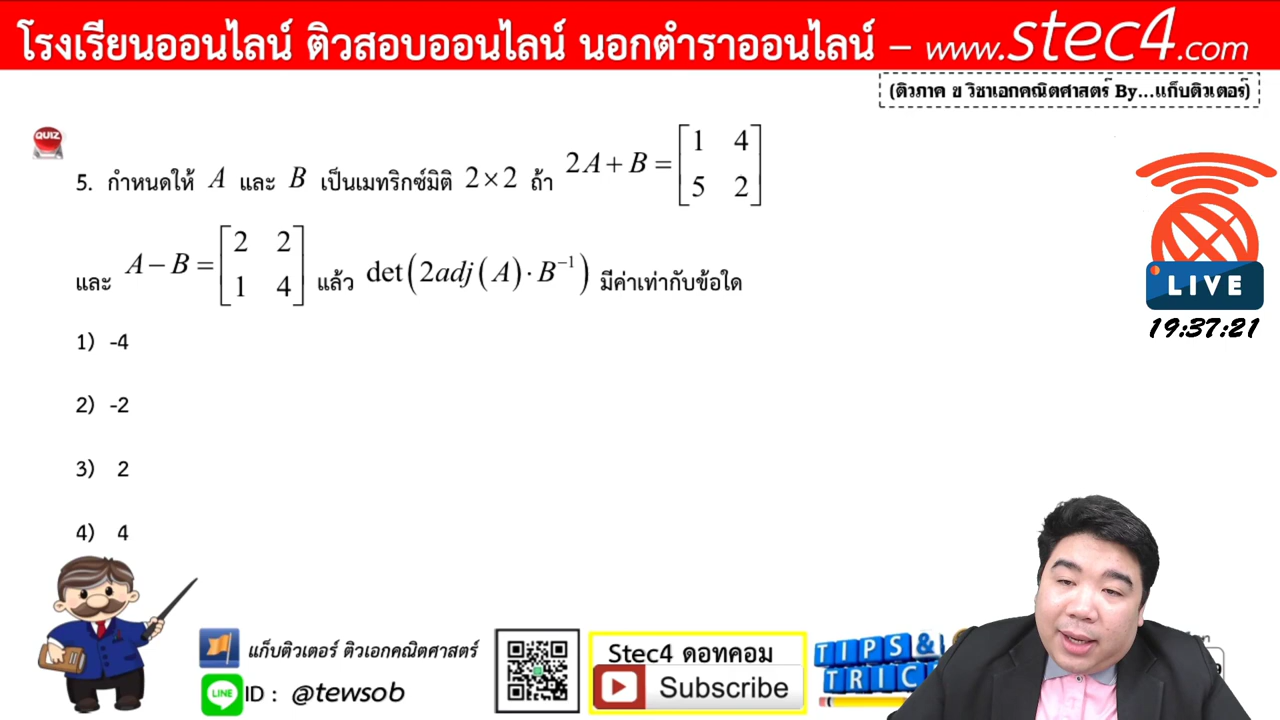 โรงเรียนออนไลน์ ติวสอบออนไลน์ นอกตำราออนไลน์ – www.stec4.com
(ติวภาค ข วิชาเอกคณิตศาสตร์ By...แก็บติวเตอร์)
QUIZ
5. กำหนดให้ A และ B เป็นเมทริกซ์มิติ 2×2 ถ้า 2A+B=[1 4; 5 2]
และ A−B=[2 2; 1 4] แล้ว det(2adj(A)·B⁻¹) มีค่าเท่ากับข้อใด
1) -4
2) -2
3) 2
4) 4
LIVE
19:37:21
แก็บติวเตอร์ ติวเอกคณิตศาสตร์
LINE ID : @tewsob
Stec4 ดอทคอม
Subscribe
TIPS &